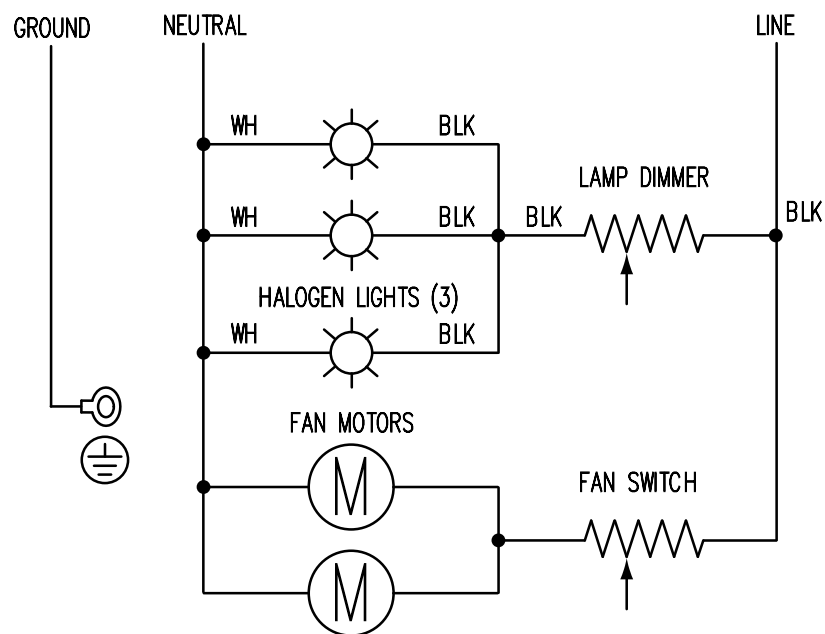 GROUND NEUTRAL LINE
WH BLK
LAMP DIMMER
WH BLK BLK BLK
HALOGEN LIGHTS (3)
WH BLK
FAN MOTORS
M FAN SWITCH
M